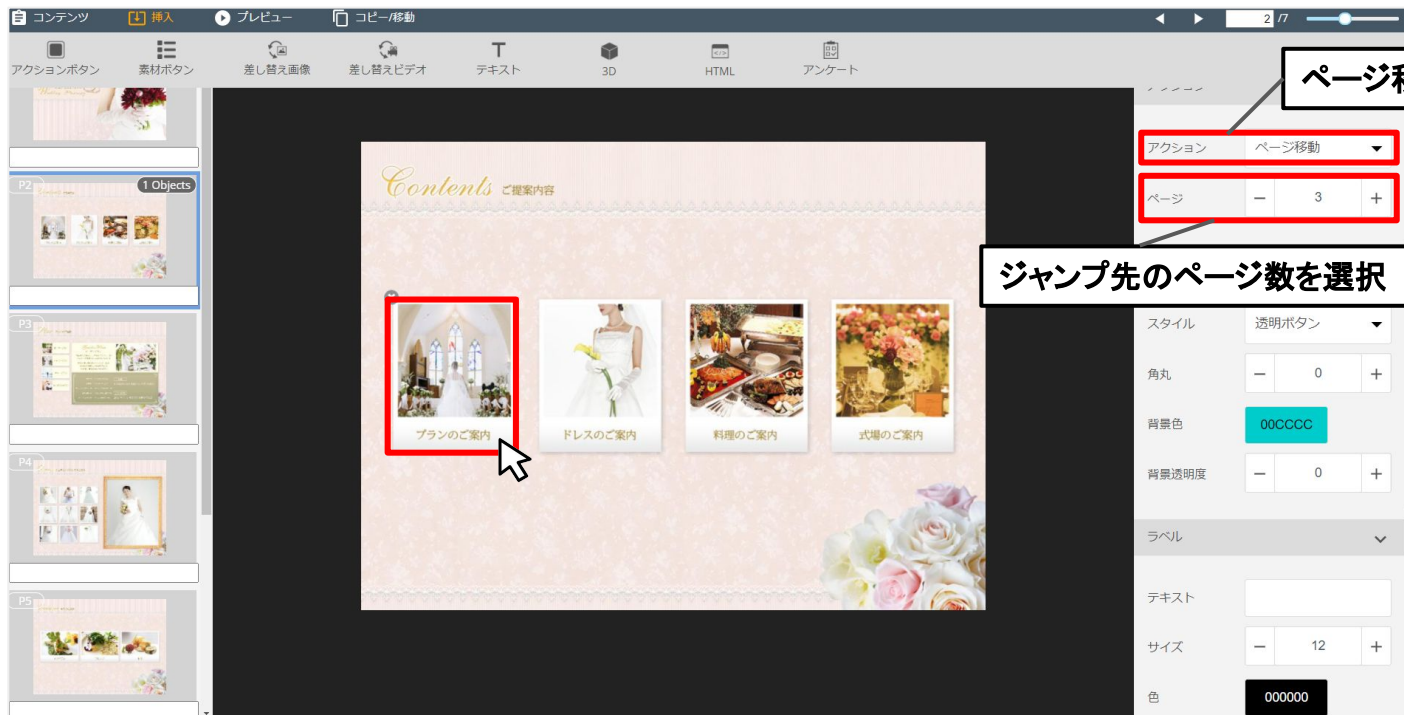 コンテンツ 挿入 プレビュー コピー/移動 2 /7
アクションボタン 素材ボタン 差し替え画像 差し替えビデオ テキスト 3D HTML アンケート
ページ移
アクション
アクション ページ移動
ページ − 3 +
ジャンプ先のページ数を選択
スタイル 透明ボタン
角丸 − 0 +
背景色 00CCCC
背景透明度 − 0 +
ラベル
テキスト
サイズ − 12 +
色 000000
P2 1 Objects
P3
P4
P5
Contents ご提案内容
プランのご案内 ドレスのご案内 料理のご案内 式場のご案内